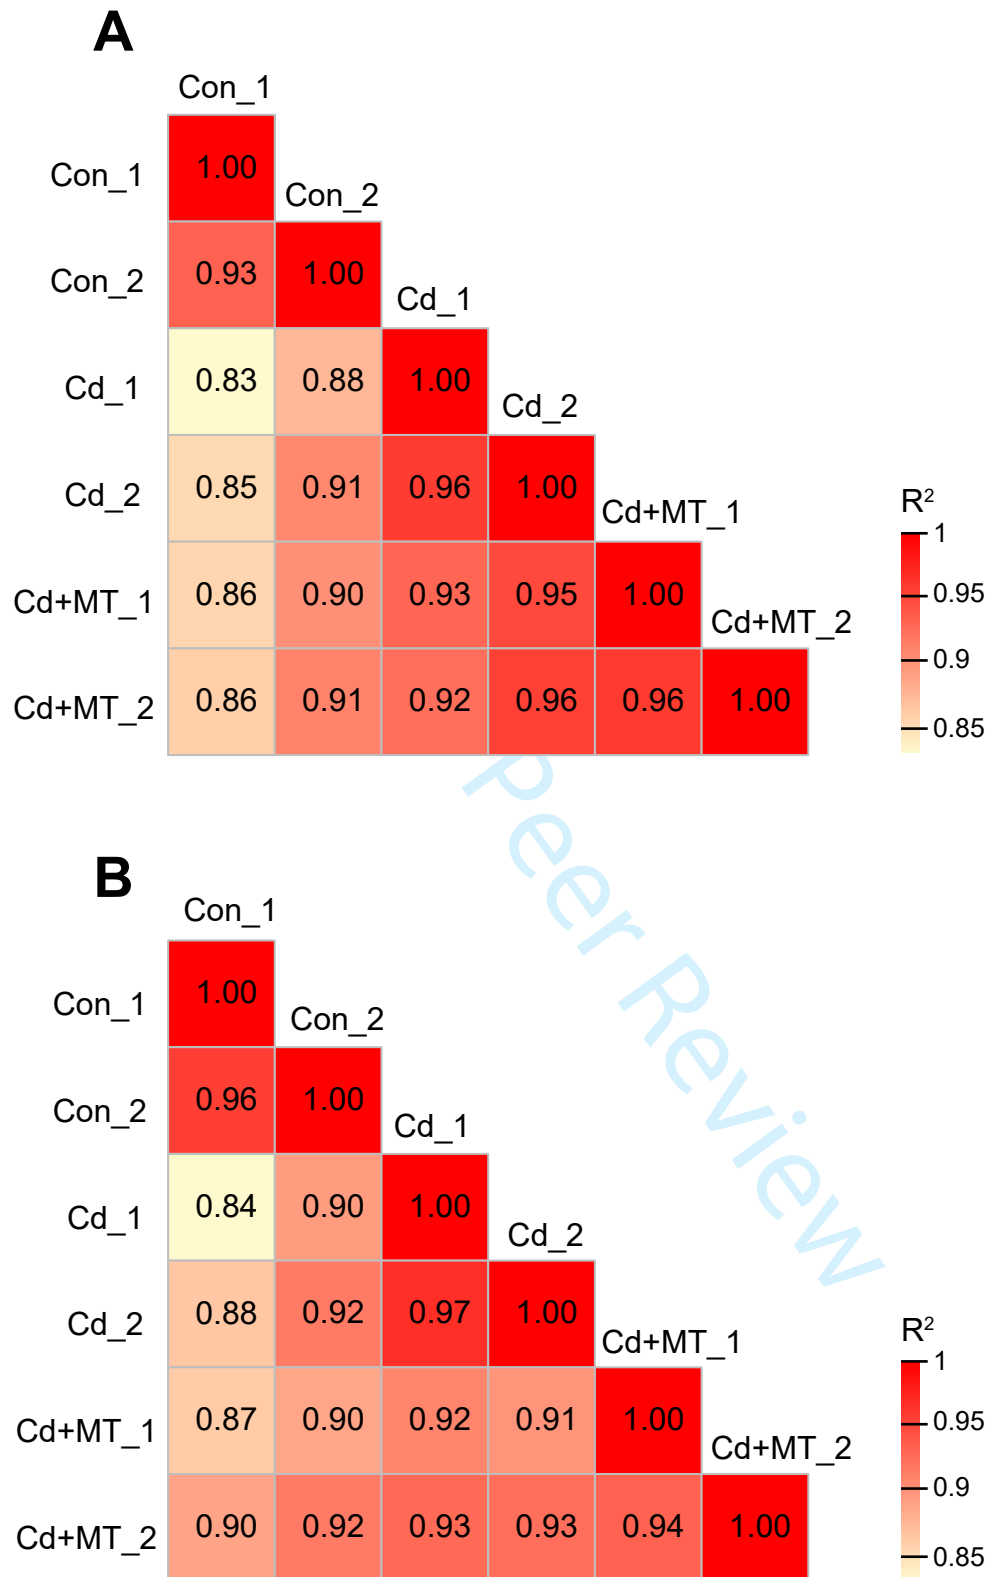 A
Con_1
Con_1 1.00
Con_2
Con_2 0.93 1.00
Cd_1
Cd_1 0.83 0.88 1.00
Cd_2
Cd_2 0.85 0.91 0.96 1.00
Cd+MT_1
Cd+MT_1 0.86 0.90 0.93 0.95 1.00
Cd+MT_2
Cd+MT_2 0.86 0.91 0.92 0.96 0.96 1.00
R²
1
0.95
0.9
0.85
Peer Review
B
Con_1
Con_1 1.00
Con_2
Con_2 0.96 1.00
Cd_1
Cd_1 0.84 0.90 1.00
Cd_2
Cd_2 0.88 0.92 0.97 1.00
Cd+MT_1
Cd+MT_1 0.87 0.90 0.92 0.91 1.00
Cd+MT_2
Cd+MT_2 0.90 0.92 0.93 0.93 0.94 1.00
R²
1
0.95
0.9
0.85